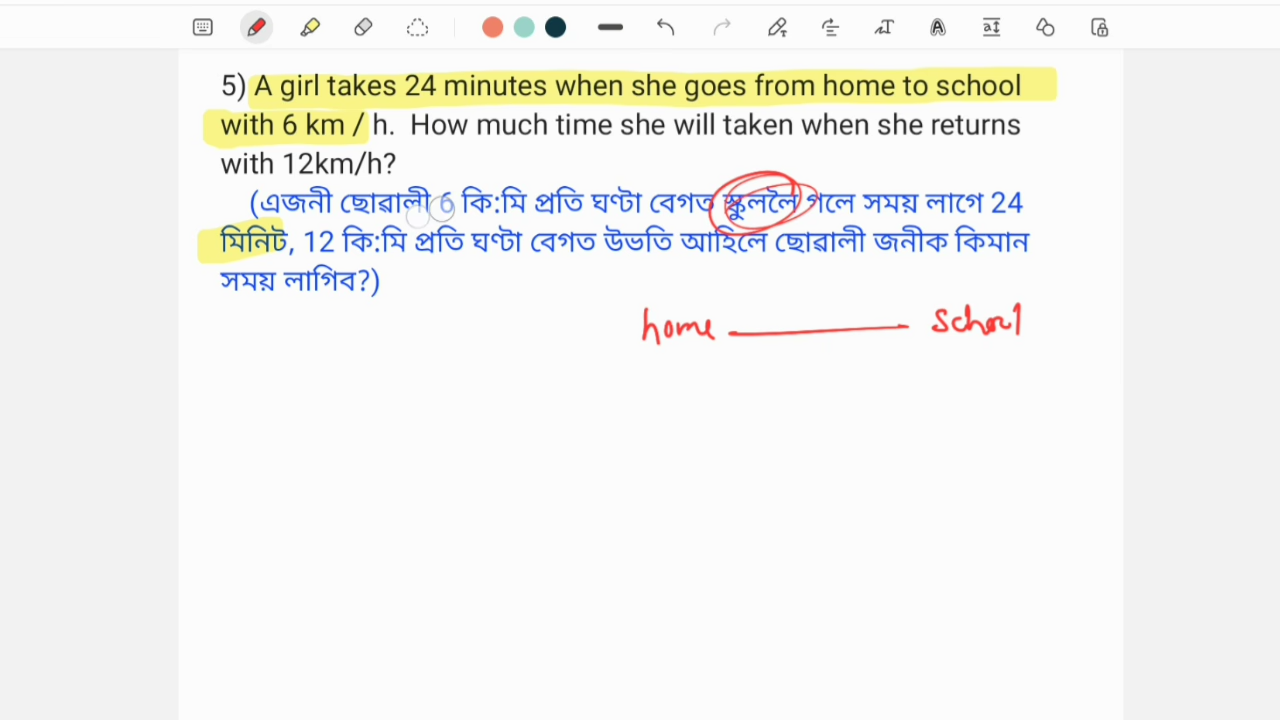 5) A girl takes 24 minutes when she goes from home to school
with 6 km / h. How much time she will taken when she returns
with 12km/h?
(এজনী ছোৱালী 6 কি:মি প্ৰতি ঘণ্টা বেগত স্কুললৈ গলে সময় লাগে 24
মিনিট, 12 কি:মি প্ৰতি ঘণ্টা বেগত উভতি আহিলে ছোৱালী জনীক কিমান
সময় লাগিব?)
home school